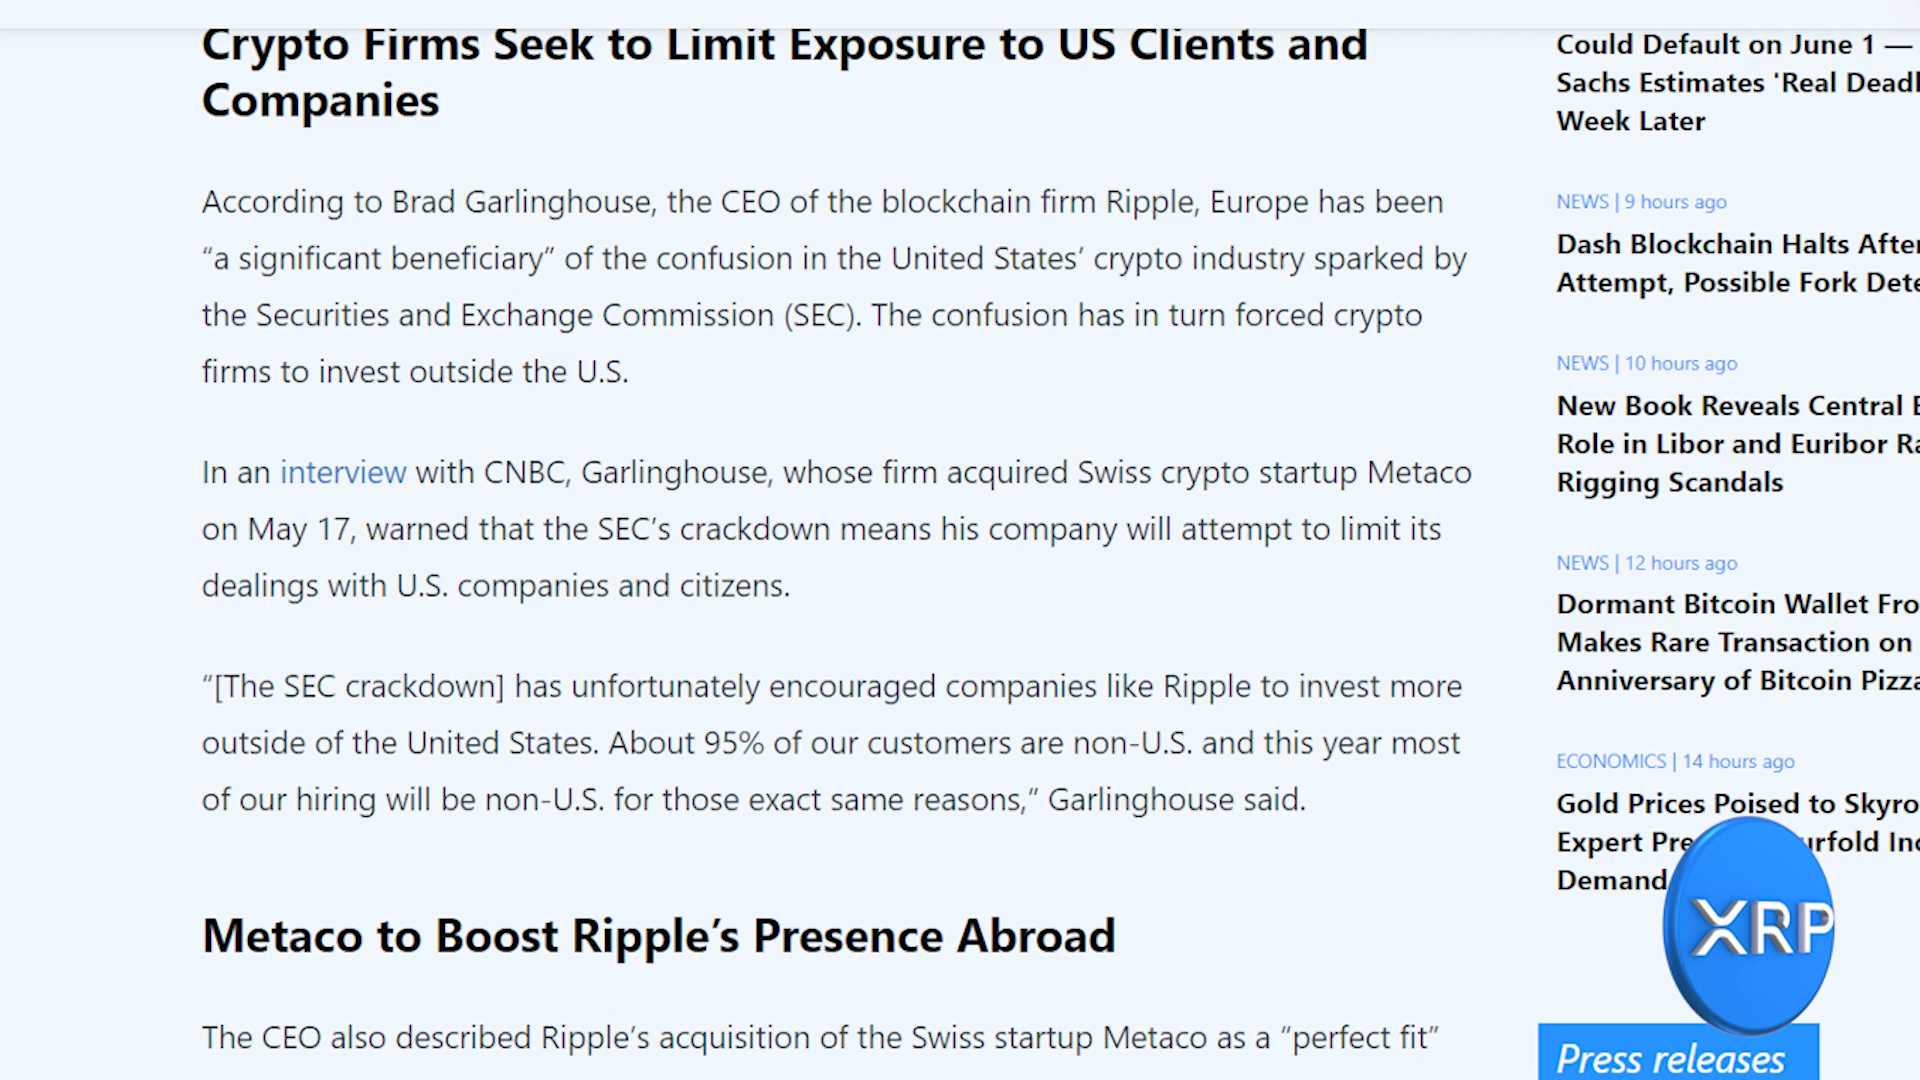 Crypto Firms Seek to Limit Exposure to US Clients and
Companies
According to Brad Garlinghouse, the CEO of the blockchain firm Ripple, Europe has been
“a significant beneficiary” of the confusion in the United States’ crypto industry sparked by
the Securities and Exchange Commission (SEC). The confusion has in turn forced crypto
firms to invest outside the U.S.
In an interview with CNBC, Garlinghouse, whose firm acquired Swiss crypto startup Metaco
on May 17, warned that the SEC’s crackdown means his company will attempt to limit its
dealings with U.S. companies and citizens.
“[The SEC crackdown] has unfortunately encouraged companies like Ripple to invest more
outside of the United States. About 95% of our customers are non-U.S. and this year most
of our hiring will be non-U.S. for those exact same reasons,” Garlinghouse said.
Metaco to Boost Ripple’s Presence Abroad
The CEO also described Ripple’s acquisition of the Swiss startup Metaco as a “perfect fit”
Could Default on June 1 —
Sachs Estimates 'Real
Week Later
NEWS | 9 hours ago
Dash Blockchain Halts
Attempt, Possible Fork
NEWS | 10 hours ago
New Book Reveals Central
Role in Libor and Euribor
Rigging Scandals
NEWS | 12 hours ago
Dormant Bitcoin Wallet
Makes Rare Transaction on
Anniversary of Bitcoin
ECONOMICS | 14 hours ago
Gold Prices Poised to
Expert
Demand
XRP
Press releases